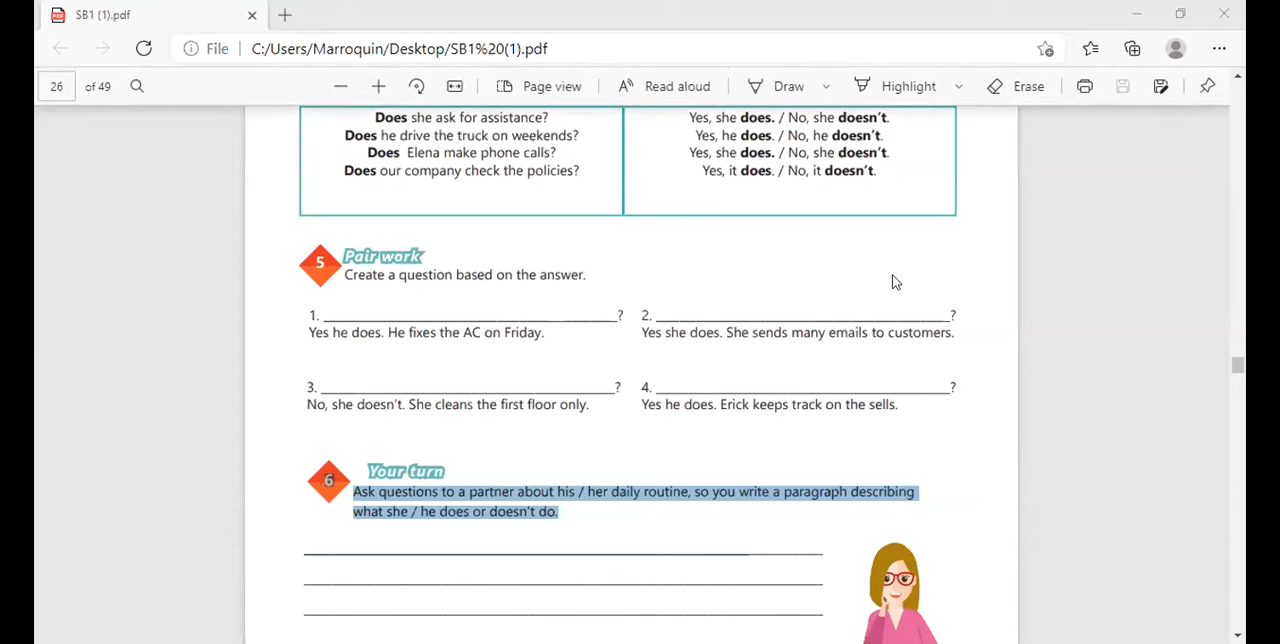 SB1 (1).pdf
File C:/Users/Marroquin/Desktop/SB1%20(1).pdf
26 of 49 Page view Read aloud Draw Highlight Erase
Does she ask for assistance?
Does he drive the truck on weekends?
Does Elena make phone calls?
Does our company check the policies?
Yes, she does. / No, she doesn't.
Yes, he does. / No, he doesn't.
Yes, she does. / No, she doesn't.
Yes, it does. / No, it doesn't.
5 Pair work
Create a question based on the answer.
1. ______________________________?
Yes he does. He fixes the AC on Friday.
2. ______________________________?
Yes she does. She sends many emails to customers.
3. ______________________________?
No, she doesn't. She cleans the first floor only.
4. ______________________________?
Yes he does. Erick keeps track on the sells.
6 Your turn
Ask questions to a partner about his / her daily routine, so you write a paragraph describing
what she / he does or doesn't do.